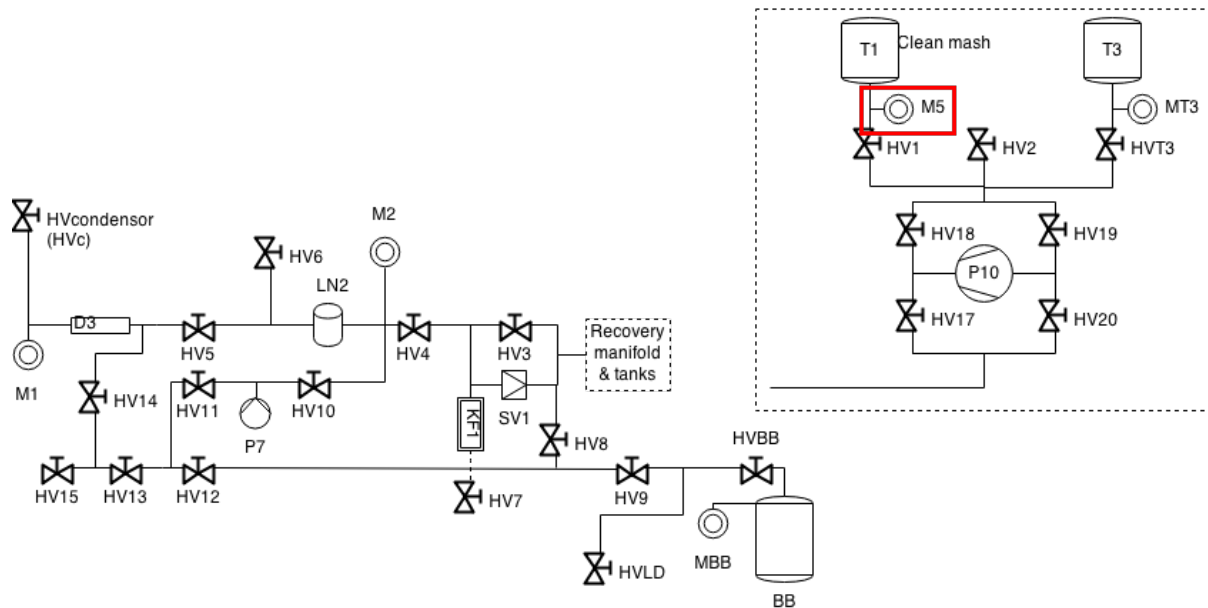 T1
Clean mash
T3
M5
MT3
HV1
HV2
HVT3
HVcondensor
(HVc)
M2
HV18
HV19
HV6
P10
LN2
D3
HV17
HV20
Recovery
manifold
& tanks
HV5
HV4
HV3
M1
HV14
HV11
HV10
KF1
SV1
P7
HV8
HVBB
HV15
HV13
HV12
HV7
HV9
MBB
HVLD
BB